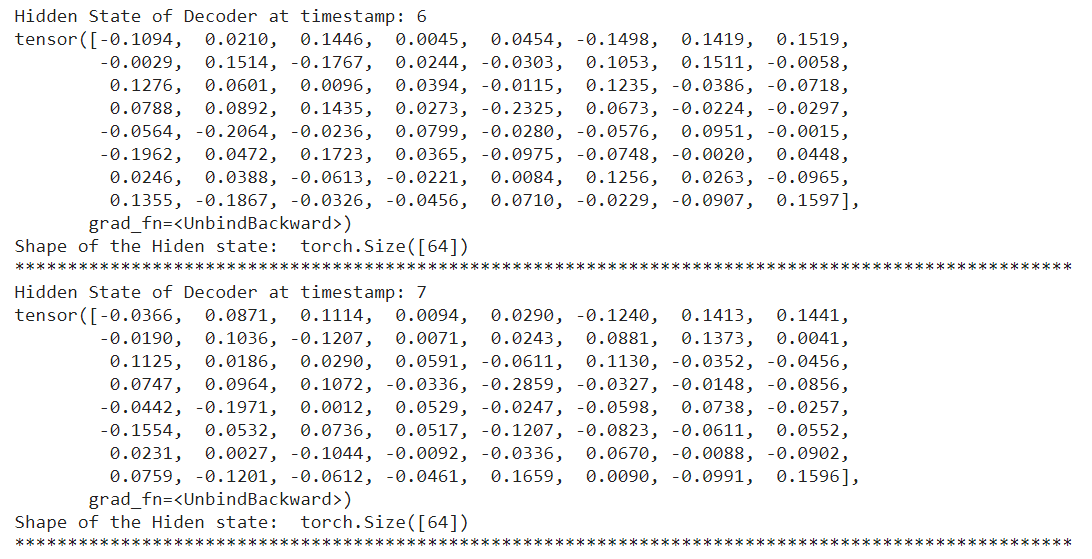 Hidden State of Decoder at timestamp: 6
tensor([-0.1094,  0.0210,  0.1446,  0.0045,  0.0454, -0.1498,  0.1419,  0.1519,
        -0.0029,  0.1514, -0.1767,  0.0244, -0.0303,  0.1053,  0.1511, -0.0058,
         0.1276,  0.0601,  0.0096,  0.0394, -0.0115,  0.1235, -0.0386, -0.0718,
         0.0788,  0.0892,  0.1435,  0.0273, -0.2325,  0.0673, -0.0224, -0.0297,
        -0.0564, -0.2064, -0.0236,  0.0799, -0.0280, -0.0576,  0.0951, -0.0015,
        -0.1962,  0.0472,  0.1723,  0.0365, -0.0975, -0.0748, -0.0020,  0.0448,
         0.0246,  0.0388, -0.0613, -0.0221,  0.0084,  0.1256,  0.0263, -0.0965,
         0.1355, -0.1867, -0.0326, -0.0456,  0.0710, -0.0229, -0.0907,  0.1597],
       grad_fn=<UnbindBackward>)
Shape of the Hiden state:  torch.Size([64])
****************************************************************************************************
Hidden State of Decoder at timestamp: 7
tensor([-0.0366,  0.0871,  0.1114,  0.0094,  0.0290, -0.1240,  0.1413,  0.1441,
        -0.0190,  0.1036, -0.1207,  0.0071,  0.0243,  0.0881,  0.1373,  0.0041,
         0.1125,  0.0186,  0.0290,  0.0591, -0.0611,  0.1130, -0.0352, -0.0456,
         0.0747,  0.0964,  0.1072, -0.0336, -0.2859, -0.0327, -0.0148, -0.0856,
        -0.0442, -0.1971,  0.0012,  0.0529, -0.0247, -0.0598,  0.0738, -0.0257,
        -0.1554,  0.0532,  0.0736,  0.0517, -0.1207, -0.0823, -0.0611,  0.0552,
         0.0231,  0.0027, -0.1044, -0.0092, -0.0336,  0.0670, -0.0088, -0.0902,
         0.0759, -0.1201, -0.0612, -0.0461,  0.1659,  0.0090, -0.0991,  0.1596],
       grad_fn=<UnbindBackward>)
Shape of the Hiden state:  torch.Size([64])
****************************************************************************************************